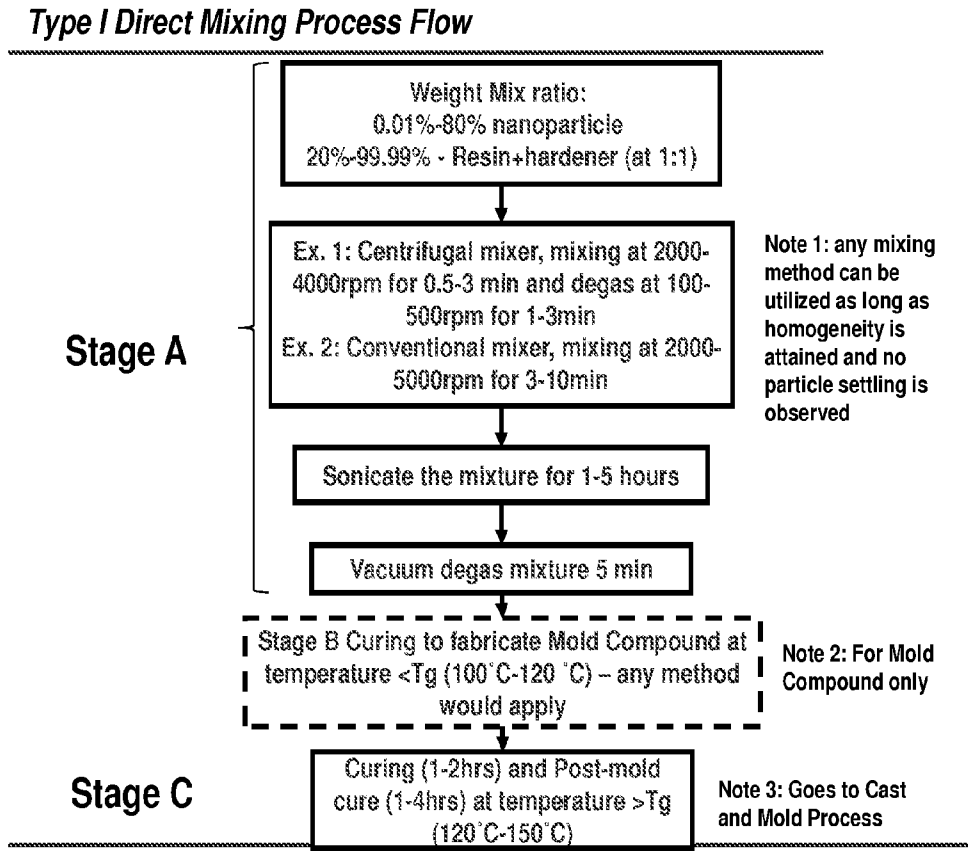 Type I Direct Mixing Process Flow
Weight Mix ratio:
0.01%-80% nanoparticle
20%-99.99% - Resin+hardener (at 1:1)
Ex. 1: Centrifugal mixer, mixing at 2000-
4000rpm for 0.5-3 min and degas at 100-
500rpm for 1-3min
Ex. 2: Conventional mixer, mixing at 2000-
5000rpm for 3-10min
Note 1: any mixing
method can be
utilized as long as
homogeneity is
attained and no
particle settling is
observed
Stage A
Sonicate the mixture for 1-5 hours
Vacuum degas mixture 5 min
Stage B Curing to fabricate Mold Compound at
temperature <Tg (100˚C-120 ˚C) – any method
would apply
Note 2: For Mold
Compound only
Stage C
Curing (1-2hrs) and Post-mold
cure (1-4hrs) at temperature >Tg
(120˚C-150˚C)
Note 3: Goes to Cast
and Mold Process